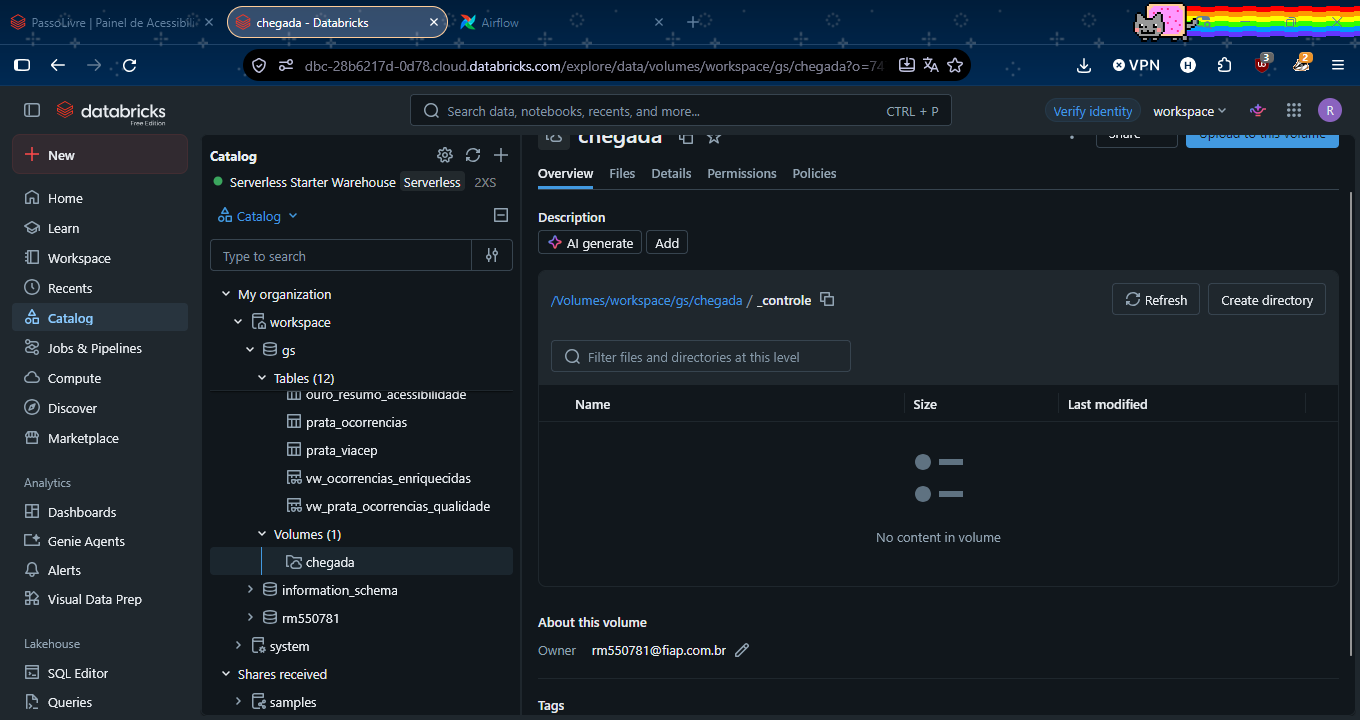 PassoLivre | Painel de Acessibil
chegada - Databricks
Airflow
dbc-28b6217d-0d78.cloud.databricks.com/explore/data/volumes/workspace/gs/chegada?o=74
VPN
H
3
2
databricks
Free Edition
Search data, notebooks, recents, and more...
CTRL + P
Verify identity
workspace
R
New
Home
Learn
Workspace
Recents
Catalog
Jobs & Pipelines
Compute
Discover
Marketplace
Analytics
Dashboards
Genie Agents
Alerts
Visual Data Prep
Lakehouse
SQL Editor
Queries
Catalog
Serverless Starter Warehouse Serverless 2XS
Catalog
Type to search
My organization
workspace
gs
Tables (12)
ouro_resumo_acessibilidade
prata_ocorrencias
prata_viacep
vw_ocorrencias_enriquecidas
vw_prata_ocorrencias_qualidade
Volumes (1)
chegada
information_schema
rm550781
system
Shares received
samples
chegada
Share
Upload to this volume
Overview Files Details Permissions Policies
Description
AI generate Add
/Volumes/workspace/gs/chegada / _controle
Refresh Create directory
Filter files and directories at this level
Name Size Last modified
No content in volume
About this volume
Owner rm550781@fiap.com.br
Tags